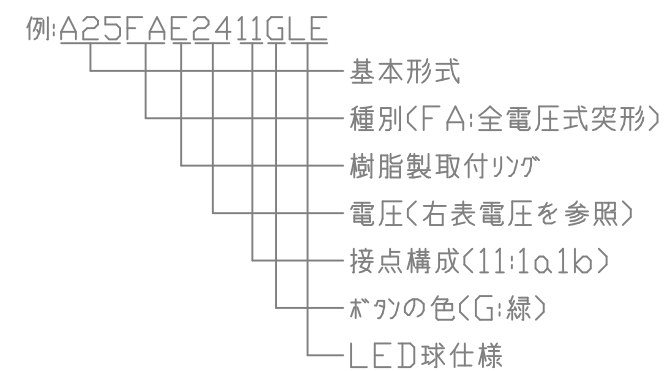 例:A25FAE2411GLE
基本形式
種別(FA:全電圧式突形)
樹脂製取付リング
電圧(右表電圧を参照)
接点構成(11:1a1b)
ボタンの色(G:緑)
LED球仕様